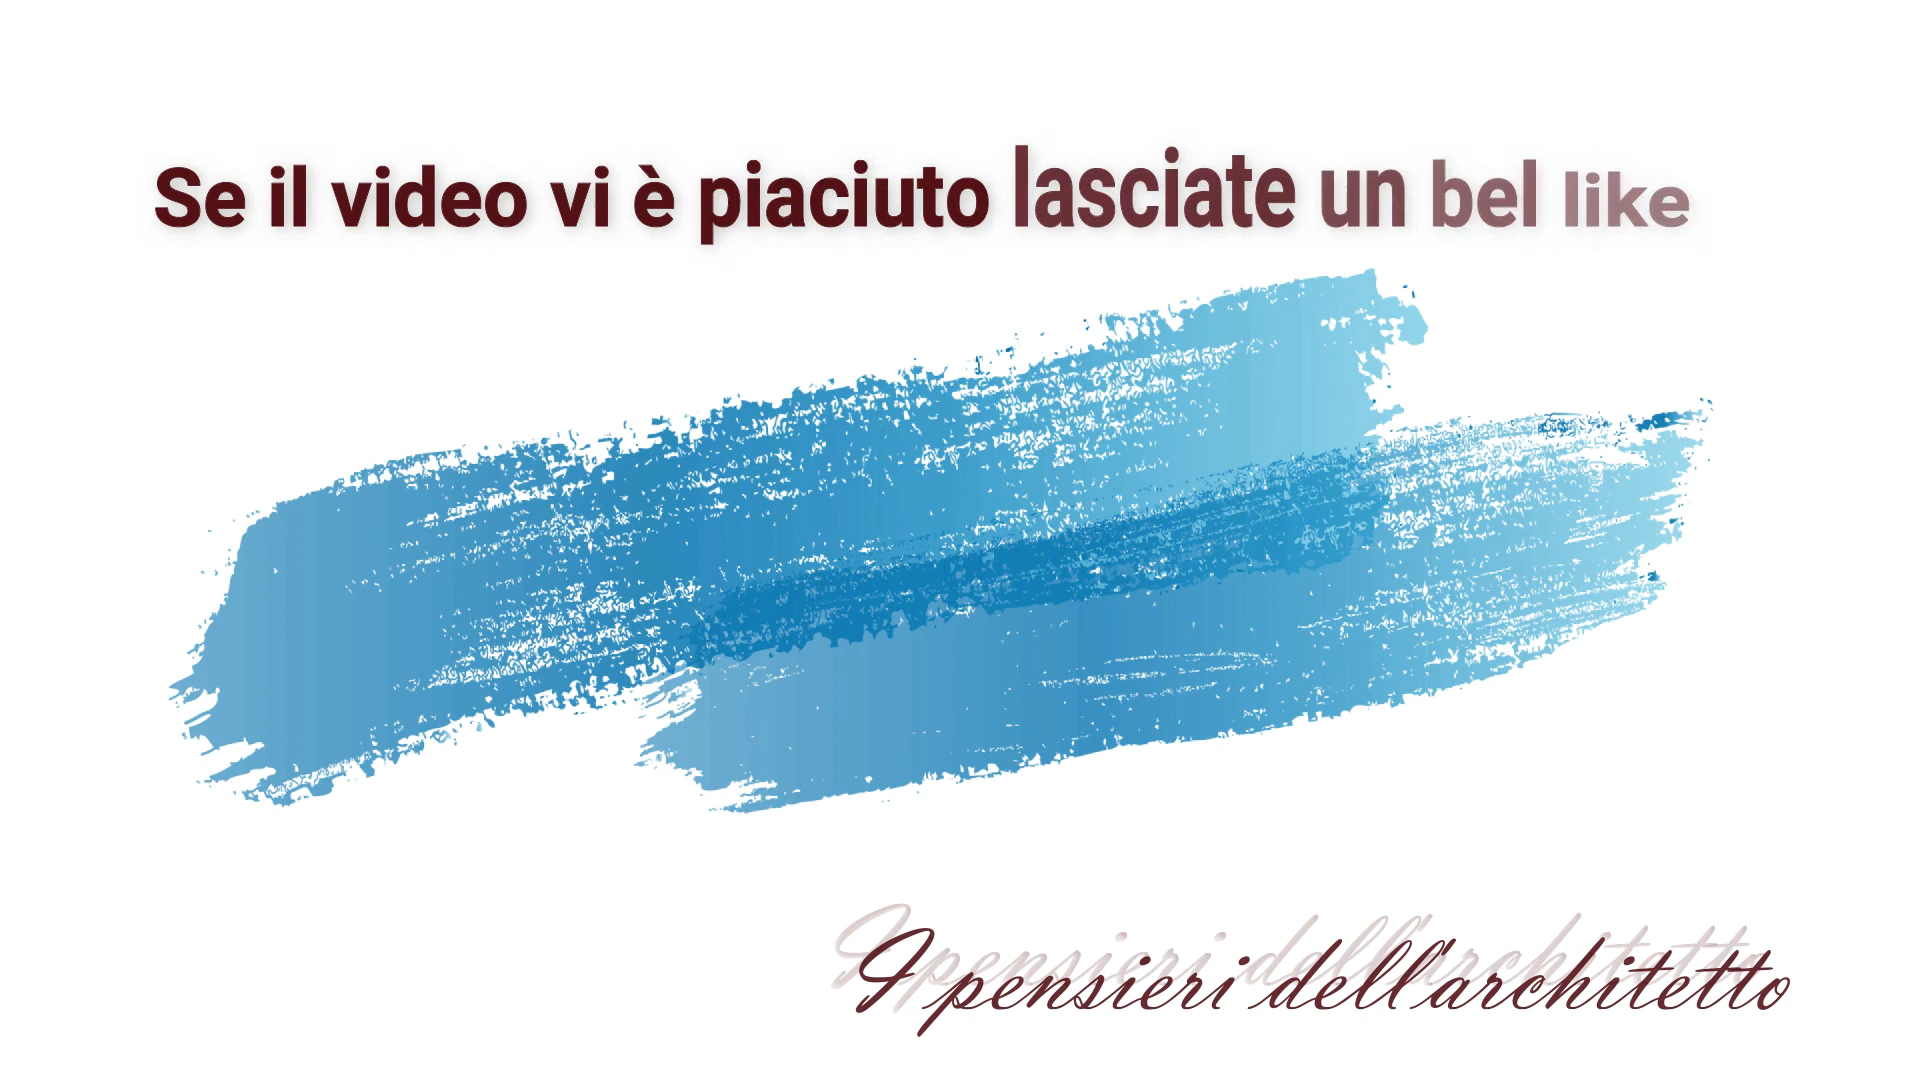 Se il video vi è piaciuto lasciate un bel like
I pensieri dell'architetto